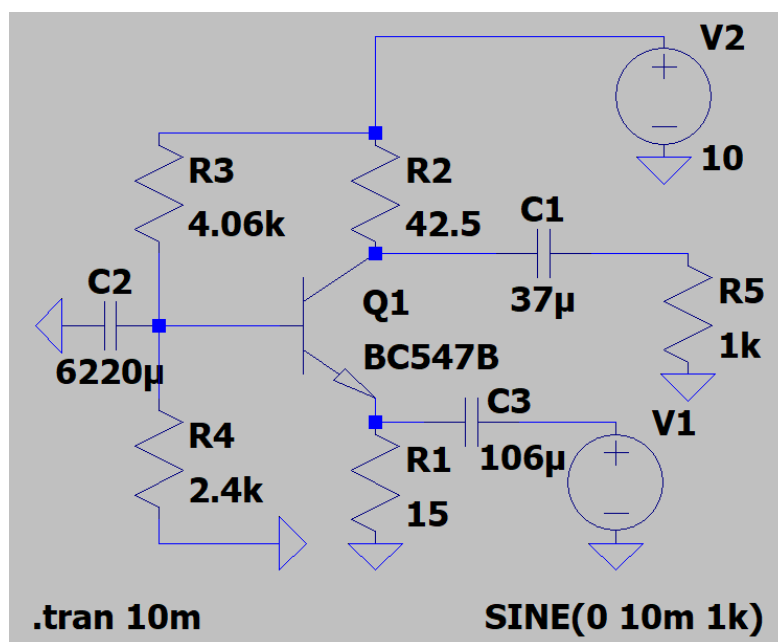 V2
10
R3
4.06k
R2
42.5
C1
37µ
R5
1k
C2
6220µ
Q1
BC547B
R4
2.4k
R1
15
C3
106µ
V1
.tran 10m
SINE(0 10m 1k)